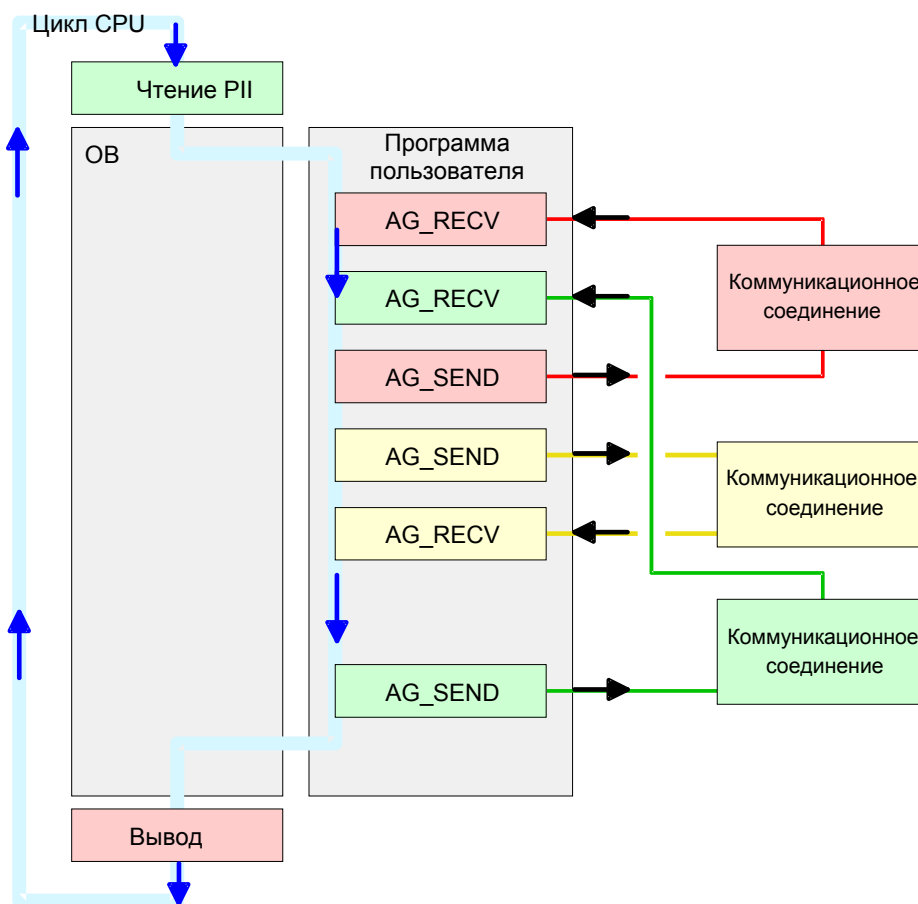 Цикл CPU
Чтение PII
OB
Программа
пользователя
AG_RECV
AG_RECV
AG_SEND
AG_SEND
AG_RECV
AG_SEND
Коммуникационное
соединение
Коммуникационное
соединение
Коммуникационное
соединение
Вывод